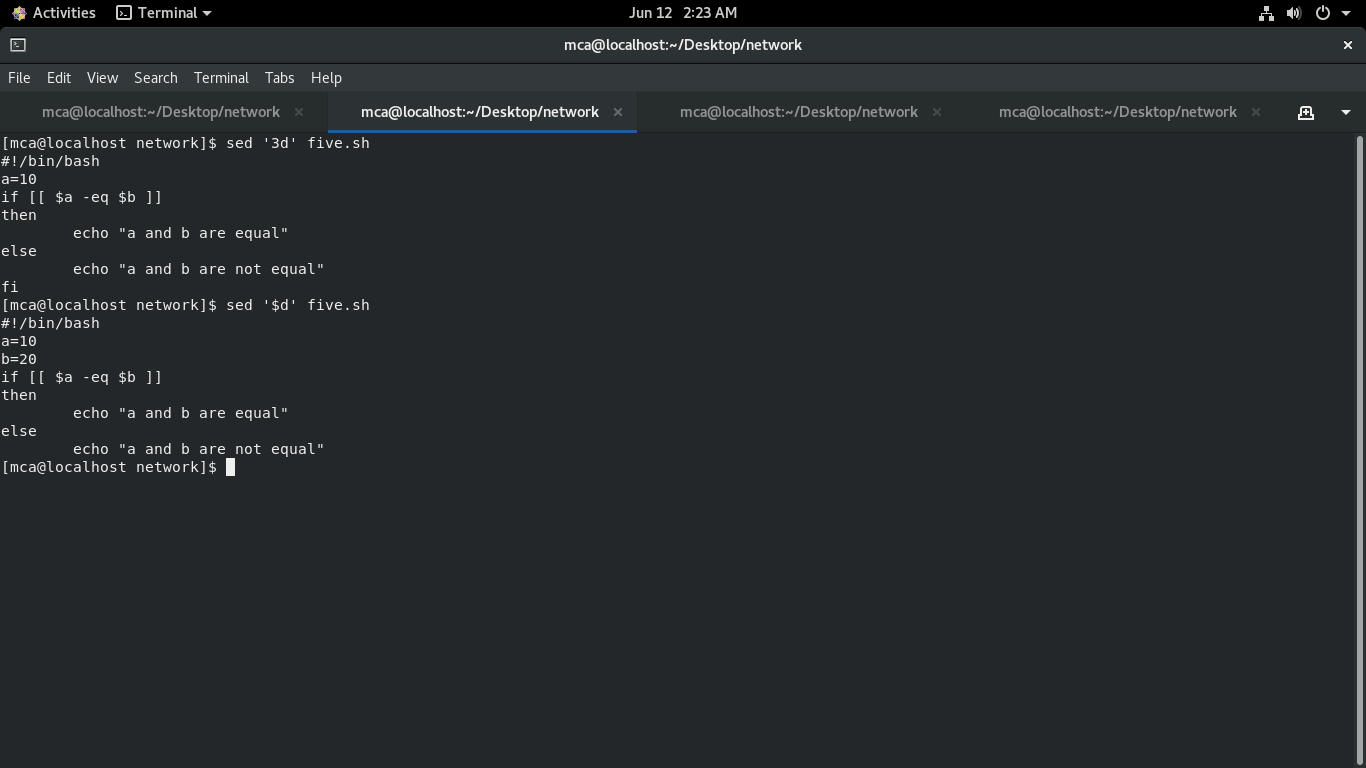 Activities Terminal Jun 12 2:23 AM
mca@localhost:~/Desktop/network
File Edit View Search Terminal Tabs Help
mca@localhost:~/Desktop/network mca@localhost:~/Desktop/network mca@localhost:~/Desktop/network mca@localhost:~/Desktop/network
[mca@localhost network]$ sed '3d' five.sh
#!/bin/bash
a=10
if [[ $a -eq $b ]]
then
        echo "a and b are equal"
else
        echo "a and b are not equal"
fi
[mca@localhost network]$ sed '$d' five.sh
#!/bin/bash
a=10
b=20
if [[ $a -eq $b ]]
then
        echo "a and b are equal"
else
        echo "a and b are not equal"
[mca@localhost network]$